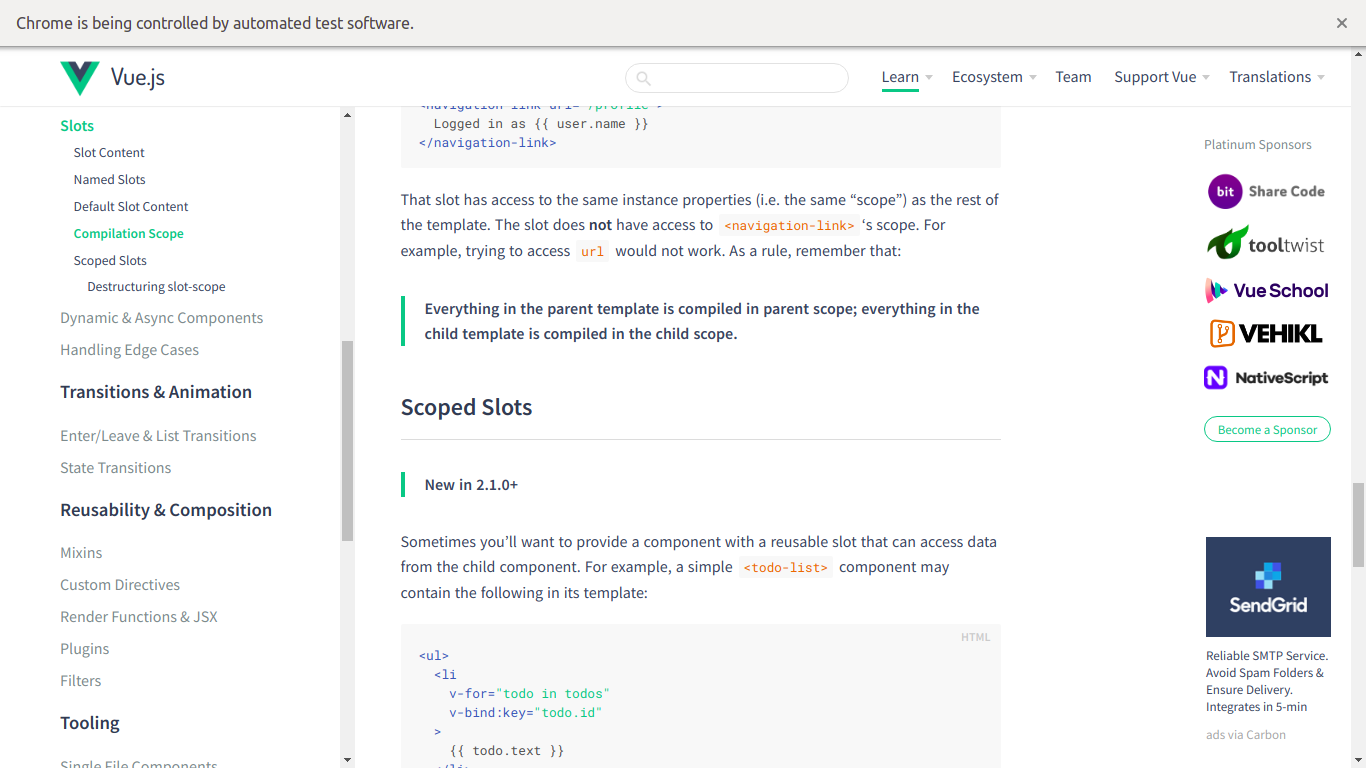 Chrome is being controlled by automated test software.
Vue.js
Learn
Ecosystem
Team
Support Vue
Translations
Slots
Slot Content
Named Slots
Default Slot Content
Compilation Scope
Scoped Slots
Destructuring slot-scope
Dynamic & Async Components
Handling Edge Cases
Transitions & Animation
Enter/Leave & List Transitions
State Transitions
Reusability & Composition
Mixins
Custom Directives
Render Functions & JSX
Plugins
Filters
Tooling
Single File Components
<navigation-link url="/profile">
Logged in as {{ user.name }}
</navigation-link>
That slot has access to the same instance properties (i.e. the same “scope”) as the rest of
the template. The slot does not have access to <navigation-link> ‘s scope. For
example, trying to access url would not work. As a rule, remember that:
Everything in the parent template is compiled in parent scope; everything in the
child template is compiled in the child scope.
Scoped Slots
New in 2.1.0+
Sometimes you’ll want to provide a component with a reusable slot that can access data
from the child component. For example, a simple <todo-list> component may
contain the following in its template:
HTML
<ul>
<li
v-for="todo in todos"
v-bind:key="todo.id"
>
{{ todo.text }}
</li>
Platinum Sponsors
bit Share Code
tooltwist
Vue School
VEHIKL
N NativeScript
Become a Sponsor
SendGrid
Reliable SMTP Service.
Avoid Spam Folders &
Ensure Delivery.
Integrates in 5-min
ads via Carbon